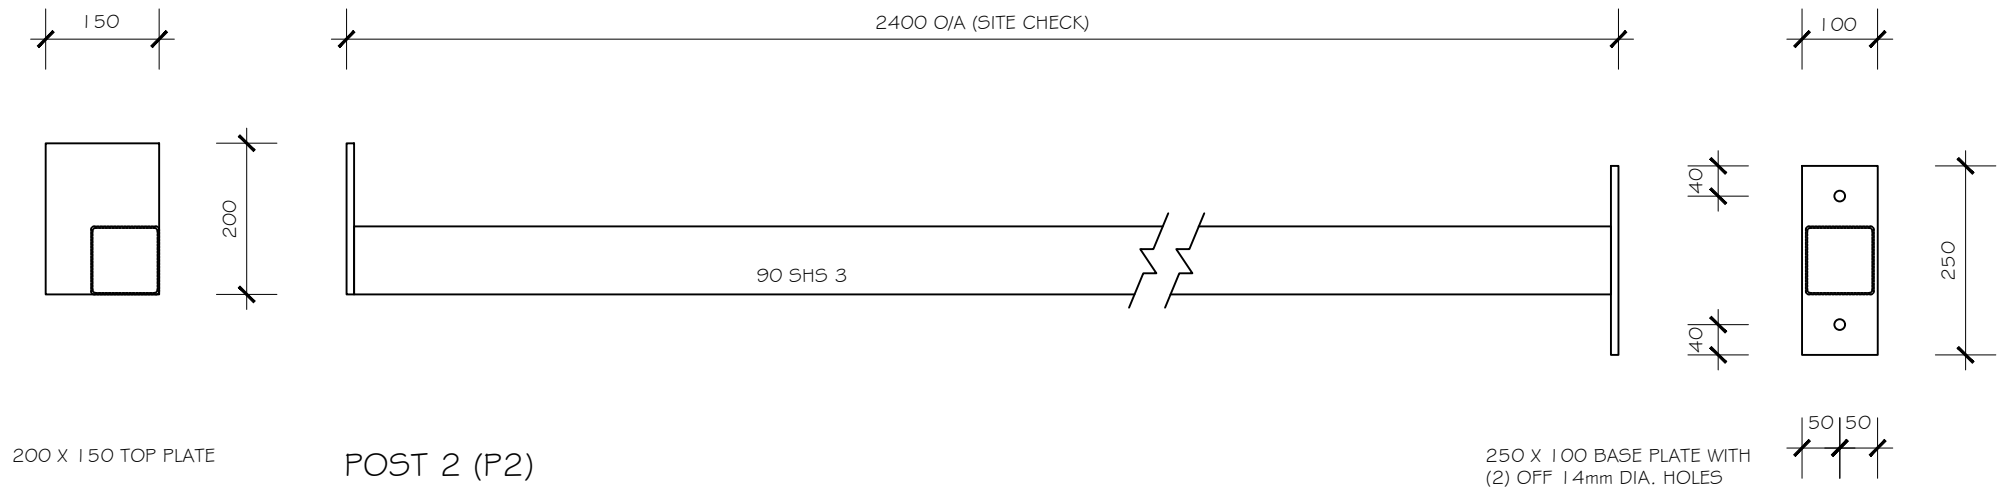 150
2400 O/A (SITE CHECK)
100
200
90 SHS 3
40
40
250
50 50
200 X 150 TOP PLATE
POST 2 (P2)
250 X 100 BASE PLATE WITH
(2) OFF 14mm DIA. HOLES